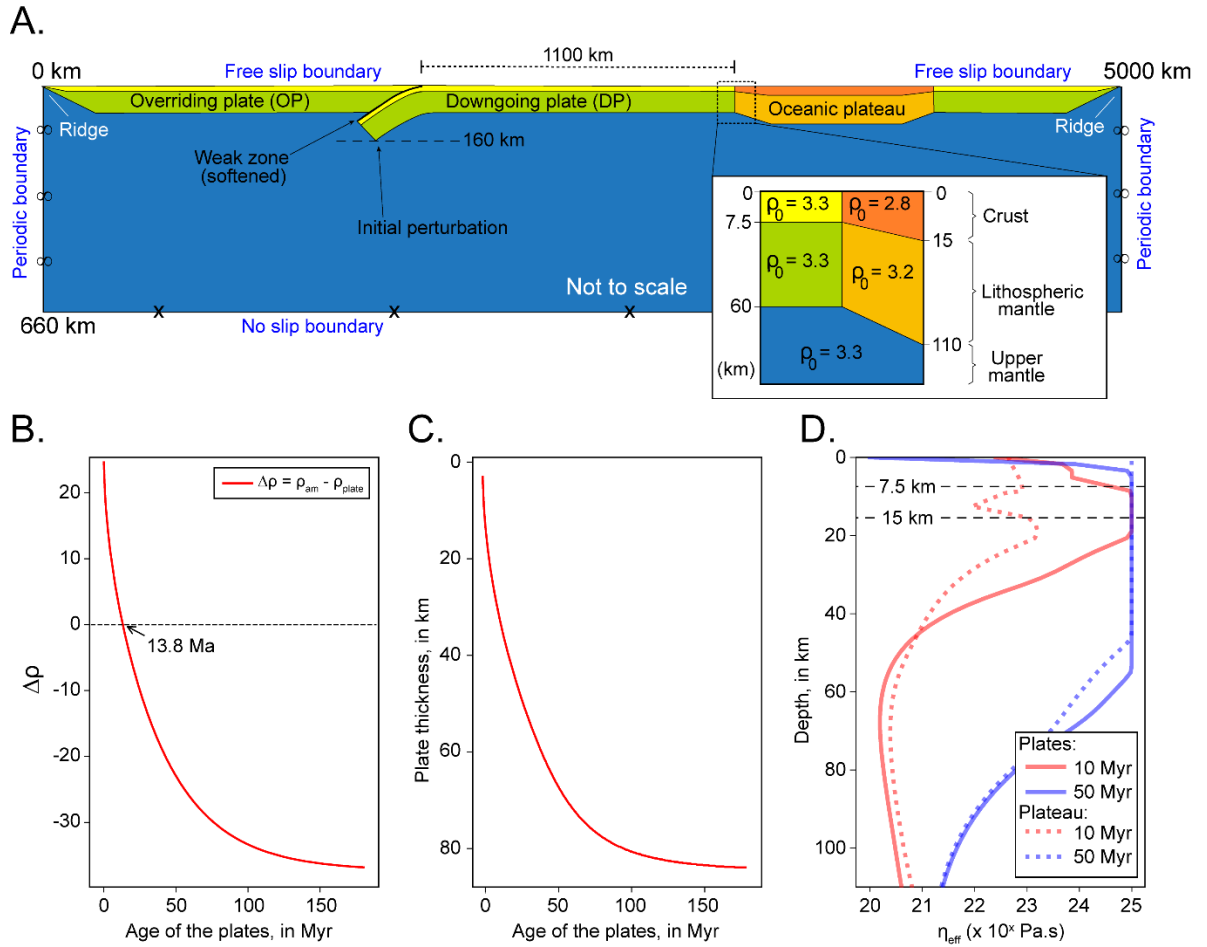 A.
1100 km
0 km
Free slip boundary
Free slip boundary
5000 km
Overriding plate (OP)
Downgoing plate (DP)
Oceanic plateau
Ridge
Ridge
Weak zone
(softened)
160 km
Initial perturbation
Periodic boundary
Periodic boundary
∞
∞
∞
∞
∞
∞
Not to scale
x
x
x
660 km
No slip boundary
0
ρ0 = 3.3
ρ0 = 2.8
0
Crust
7.5
15
ρ0 = 3.3
ρ0 = 3.2
Lithospheric
mantle
60
110
ρ0 = 3.3
Upper
mantle
(km)
B.
Δρ = ρam - ρplate
20
10
0
-10
-20
-30
13.8 Ma
Δρ
0
50
100
150
Age of the plates, in Myr
C.
0
20
40
60
80
Plate thickness, in km
0
50
100
150
Age of the plates, in Myr
D.
0
20
40
60
80
100
Depth, in km
7.5 km
15 km
Plates:
10 Myr
50 Myr
Plateau:
10 Myr
50 Myr
20
21
22
23
24
25
ηeff (x 10ˣ Pa.s)